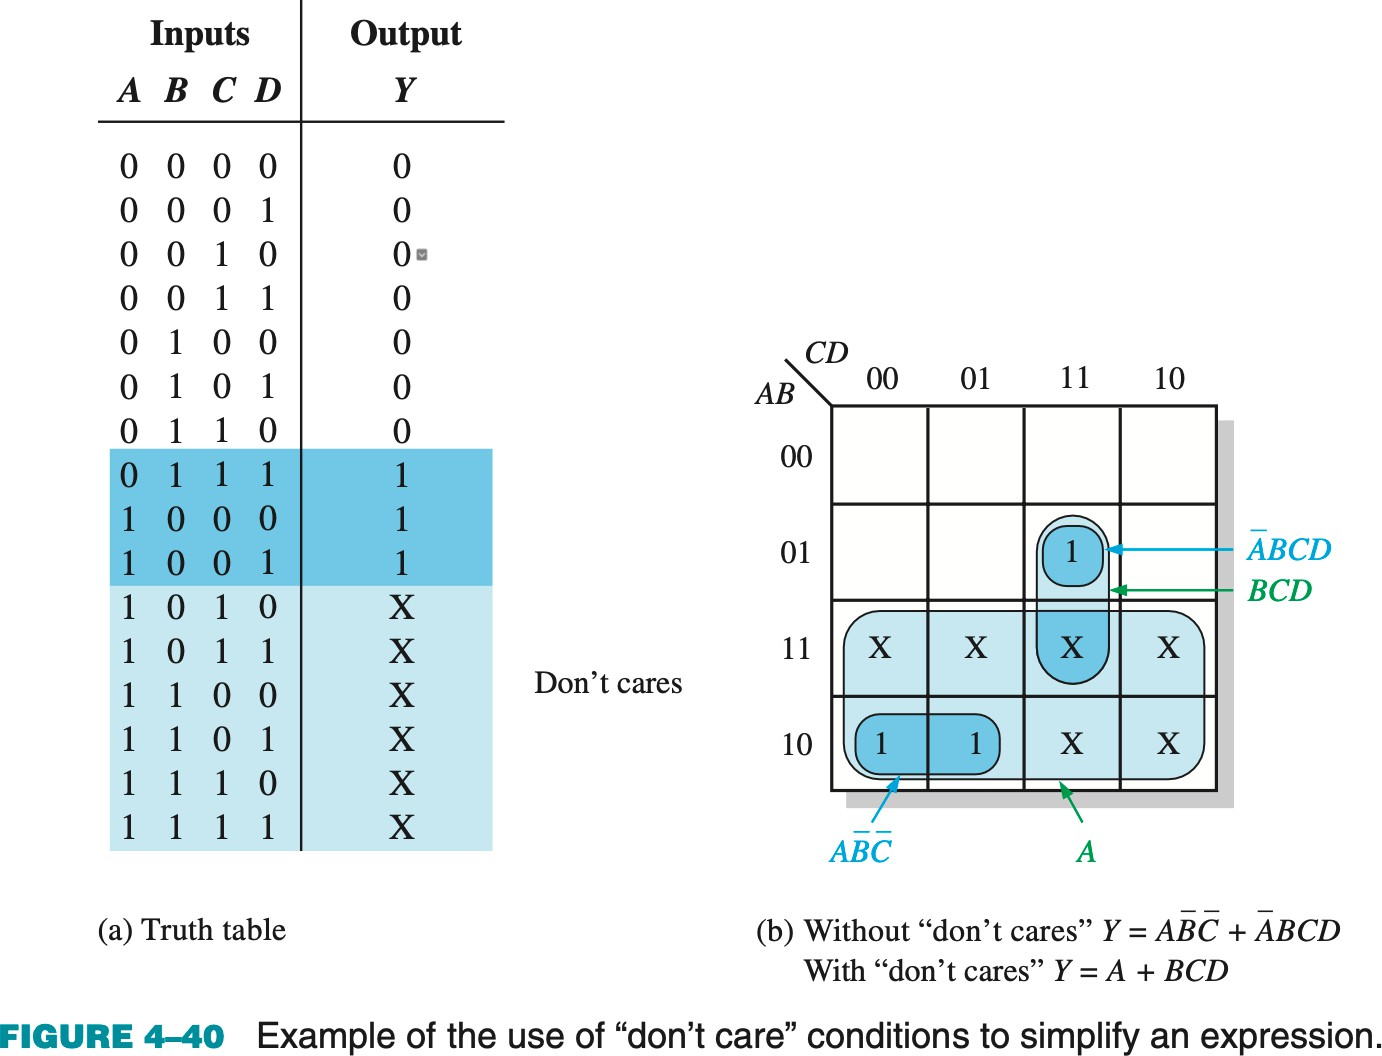 Inputs Output
A B C D Y
0 0 0 0 0
0 0 0 1 0
0 0 1 0 0
0 0 1 1 0
0 1 0 0 0
0 1 0 1 0
0 1 1 0 0
0 1 1 1 1
1 0 0 0 1
1 0 0 1 1
1 0 1 0 X
1 0 1 1 X
1 1 0 0 X
1 1 0 1 X
1 1 1 0 X
1 1 1 1 X
Don’t cares
(a) Truth table
CD
AB 00 01 11 10
00
01 1 A̅BCD
BCD
11 X X X X
10 1 1 X X
AB̅C̅ A
(b) Without “don’t cares” Y = AB̅C̅ + A̅BCD
With “don’t cares” Y = A + BCD
FIGURE 4–40 Example of the use of “don’t care” conditions to simplify an expression.